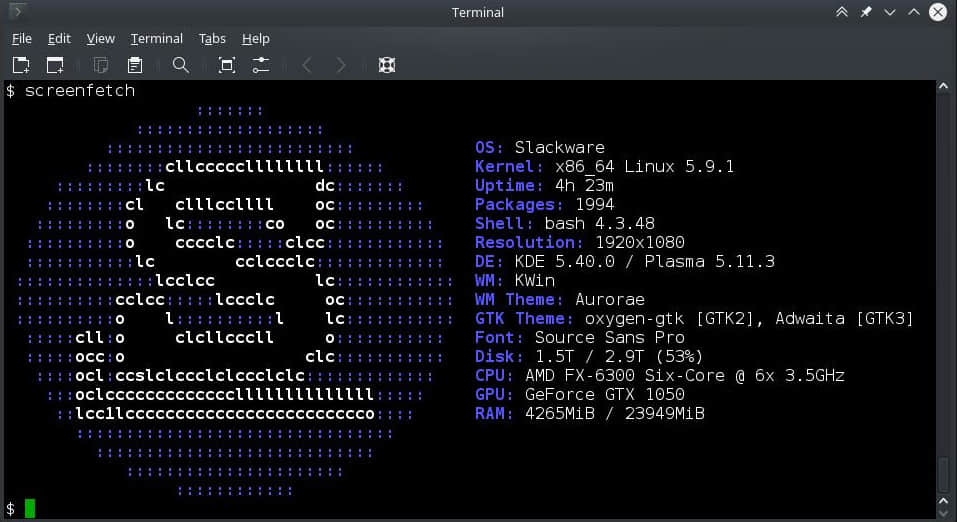 Terminal
File Edit View Terminal Tabs Help
$ screenfetch
:::::::
:::::::::::::::::::
:::::::::::::::::::::::::
::::::::cllcccccllllllll::::::
:::::::::lc               dc:::::::
::::::::cl   clllccllll    oc:::::::::
:::::::::o   lc::::::::co   oc::::::::::
::::::::::o    cccclc:::::clcc::::::::::::
:::::::::::lc        cclccclc:::::::::::::
::::::::::::::lcclcc          lc::::::::::::
::::::::::cclcc:::::lccclc     oc:::::::::::
::::::::::o    l::::::::::l    lc:::::::::::
:::::cll:o     clcllcccll     o:::::::::::
:::::occ:o                  clc:::::::::::
::::ocl:ccslclccclclccclclc:::::::::::::
:::oclcccccccccccccllllllllllllll:::::
::lcc1lcccccccccccccccccccccccco::::
::::::::::::::::::::::::::::::::
::::::::::::::::::::::::::::
::::::::::::::::::::::
::::::::::::
OS: Slackware
Kernel: x86_64 Linux 5.9.1
Uptime: 4h 23m
Packages: 1994
Shell: bash 4.3.48
Resolution: 1920x1080
DE: KDE 5.40.0 / Plasma 5.11.3
WM: KWin
WM Theme: Aurorae
GTK Theme: oxygen-gtk [GTK2], Adwaita [GTK3]
Font: Source Sans Pro
Disk: 1.5T / 2.9T (53%)
CPU: AMD FX-6300 Six-Core @ 6x 3.5GHz
GPU: GeForce GTX 1050
RAM: 4265MiB / 23949MiB
$